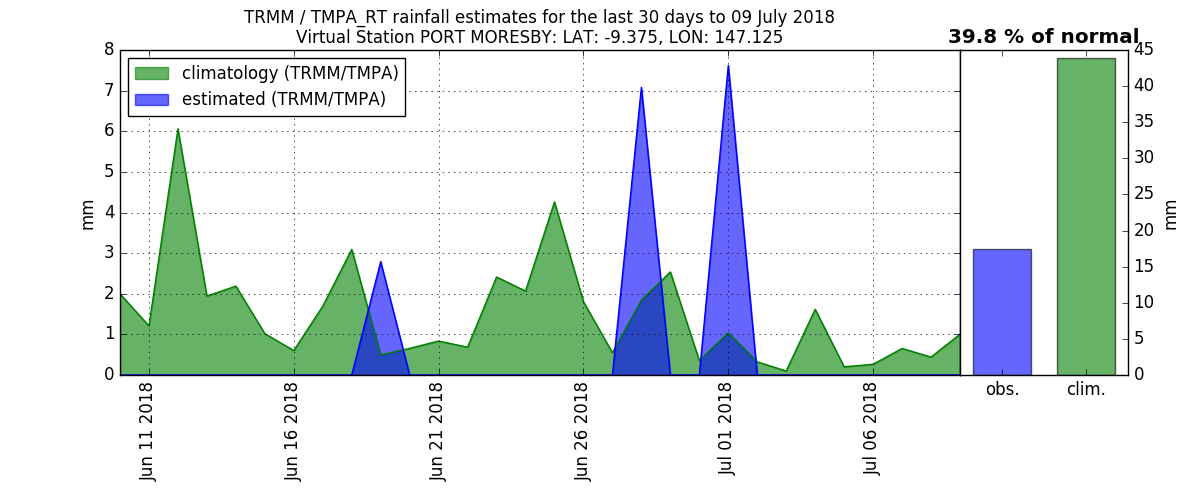 TRMM / TMPA_RT rainfall estimates for the last 30 days to 09 July 2018
Virtual Station PORT MORESBY: LAT: -9.375, LON: 147.125
39.8 % of normal
climatology (TRMM/TMPA)
estimated (TRMM/TMPA)
mm
8
7
6
5
4
3
2
1
0
Jun 11 2018
Jun 16 2018
Jun 21 2018
Jun 26 2018
Jul 01 2018
Jul 06 2018
obs.
clim.
45
40
35
30
25
20
15
10
5
0
mm